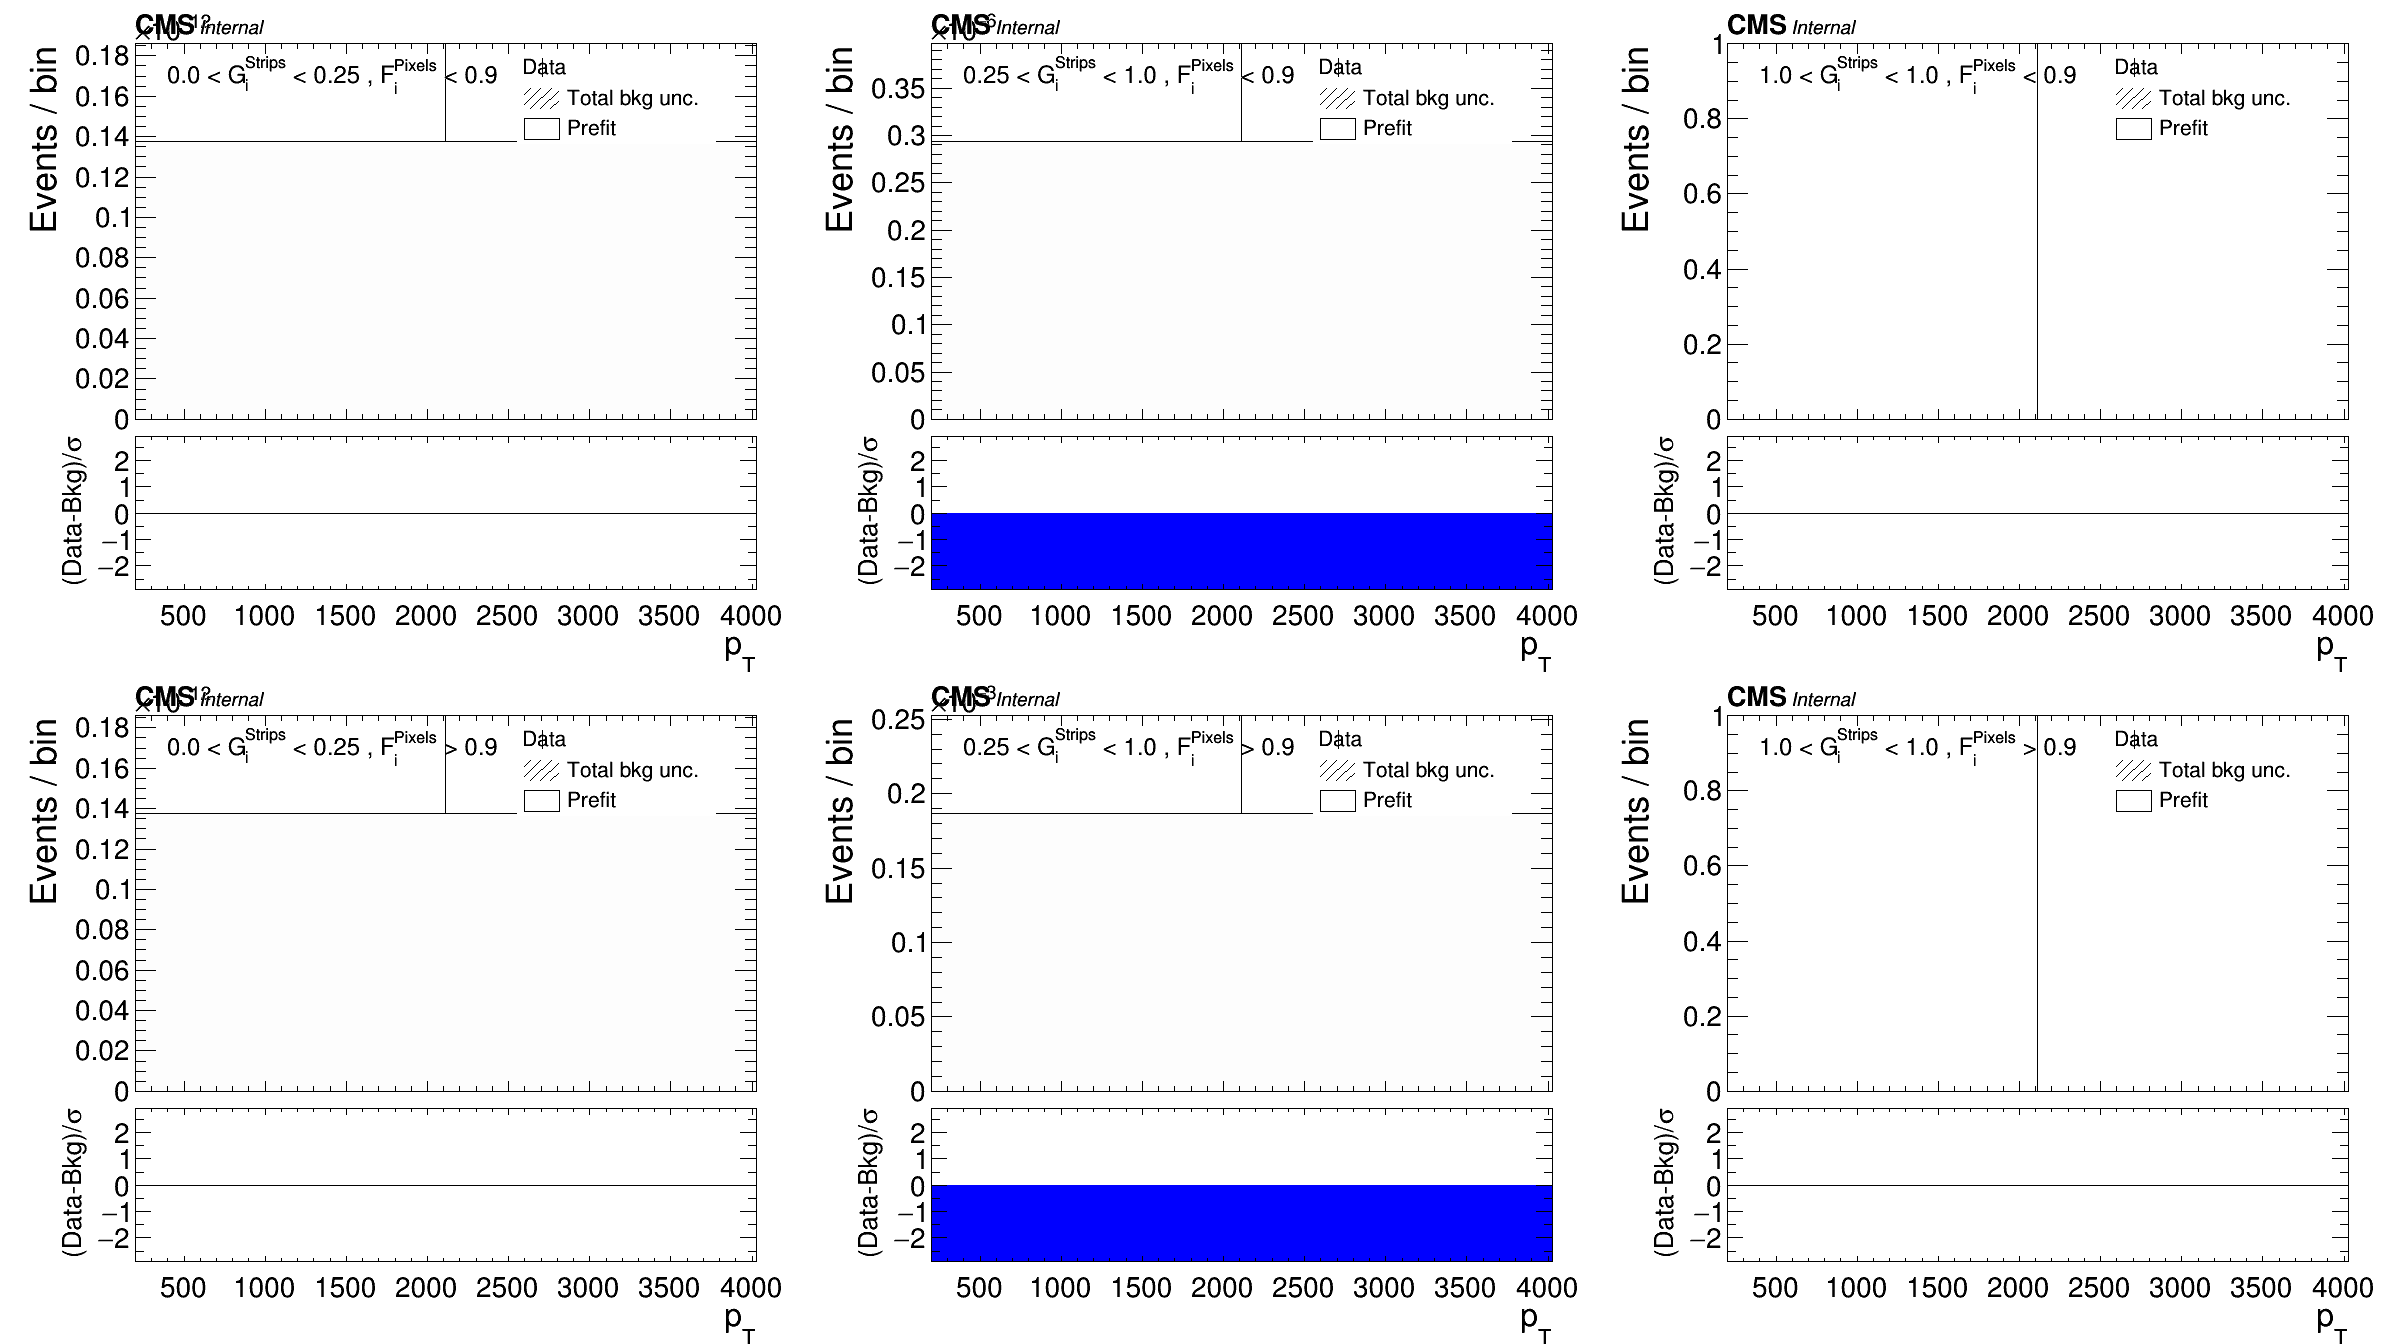 CMS Internal
Events / bin
0.0 < G_i^Strips < 0.25 , F_i^Pixels < 0.9
Data
Total bkg unc.
Prefit
0.18
0.16
0.14
0.12
0.1
0.08
0.06
0.04
0.02
0
(Data-Bkg)/σ
2
1
0
−1
−2
500 1000 1500 2000 2500 3000 3500 4000
p_T
CMS Internal
Events / bin
0.25 < G_i^Strips < 1.0 , F_i^Pixels < 0.9
Data
Total bkg unc.
Prefit
0.35
0.3
0.25
0.2
0.15
0.1
0.05
0
(Data-Bkg)/σ
2
1
0
−1
−2
500 1000 1500 2000 2500 3000 3500 4000
p_T
CMS Internal
Events / bin
1.0 < G_i^Strips < 1.0 , F_i^Pixels < 0.9
Data
Total bkg unc.
Prefit
1
0.8
0.6
0.4
0.2
0
(Data-Bkg)/σ
2
1
0
−1
−2
500 1000 1500 2000 2500 3000 3500 4000
p_T
CMS Internal
Events / bin
0.0 < G_i^Strips < 0.25 , F_i^Pixels > 0.9
Data
Total bkg unc.
Prefit
0.18
0.16
0.14
0.12
0.1
0.08
0.06
0.04
0.02
0
(Data-Bkg)/σ
2
1
0
−1
−2
500 1000 1500 2000 2500 3000 3500 4000
p_T
CMS Internal
Events / bin
0.25 < G_i^Strips < 1.0 , F_i^Pixels > 0.9
Data
Total bkg unc.
Prefit
0.25
0.2
0.15
0.1
0.05
0
(Data-Bkg)/σ
2
1
0
−1
−2
500 1000 1500 2000 2500 3000 3500 4000
p_T
CMS Internal
Events / bin
1.0 < G_i^Strips < 1.0 , F_i^Pixels > 0.9
Data
Total bkg unc.
Prefit
1
0.8
0.6
0.4
0.2
0
(Data-Bkg)/σ
2
1
0
−1
−2
500 1000 1500 2000 2500 3000 3500 4000
p_T